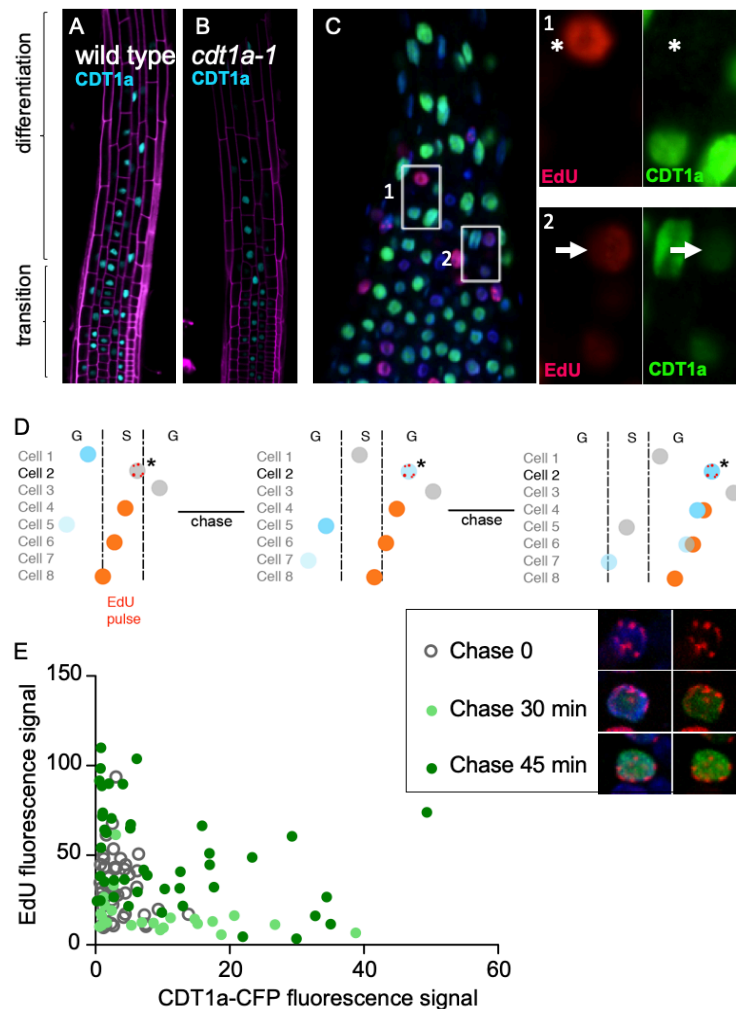 A
wild type
CDT1a
B
cdt1a-1
CDT1a
C
1
2
differentiation
transition
1
*
*
EdU
CDT1a
2
EdU
CDT1a
D
G S G
Cell 1
Cell 2 *
Cell 3
Cell 4
Cell 5
Cell 6
Cell 7
Cell 8
EdU
pulse
chase
G S G
Cell 1
Cell 2 *
Cell 3
Cell 4
Cell 5
Cell 6
Cell 7
Cell 8
chase
G S G
Cell 1
Cell 2 *
Cell 3
Cell 4
Cell 5
Cell 6
Cell 7
Cell 8
E
Chase 0
Chase 30 min
Chase 45 min
EdU fluorescence signal
150
100
50
0
0 20 40 60
CDT1a-CFP fluorescence signal